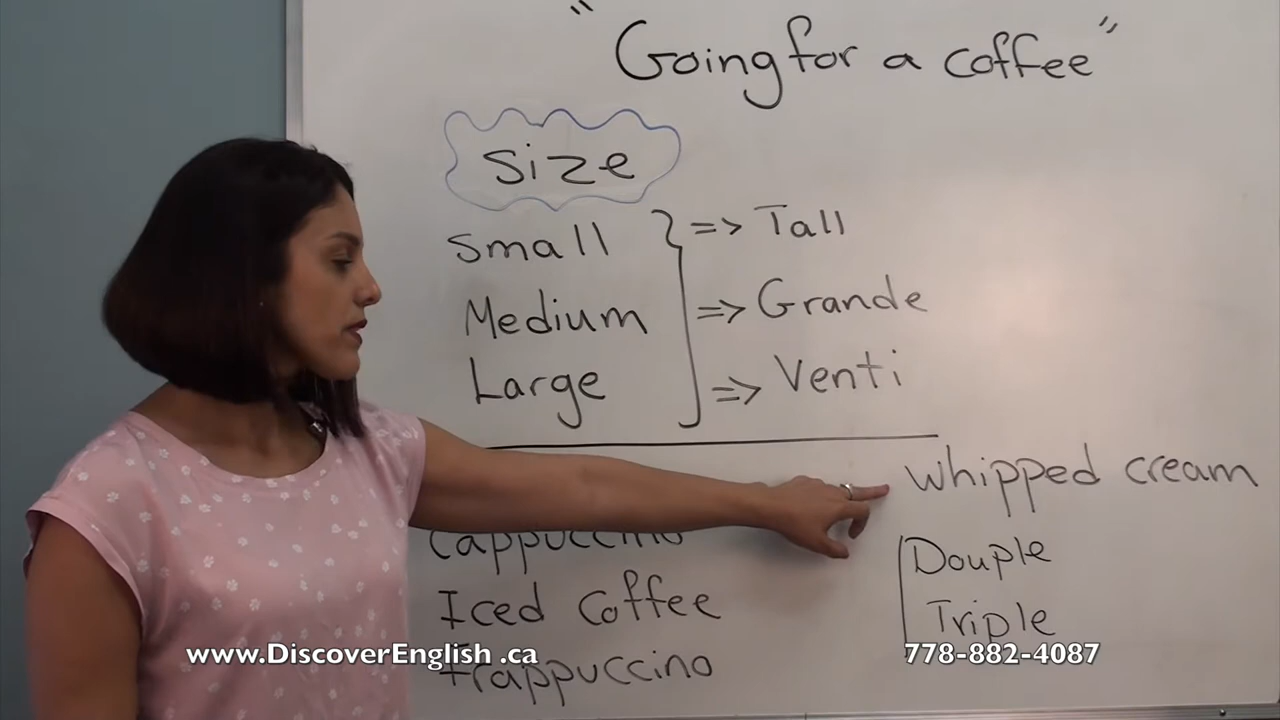 "Going for a coffee"
Size
Small => Tall
Medium => Grande
Large => Venti
whipped cream
Cappuccino
Douple
Iced Coffee
Triple
www.DiscoverEnglish .ca
778-882-4087
Frappuccino